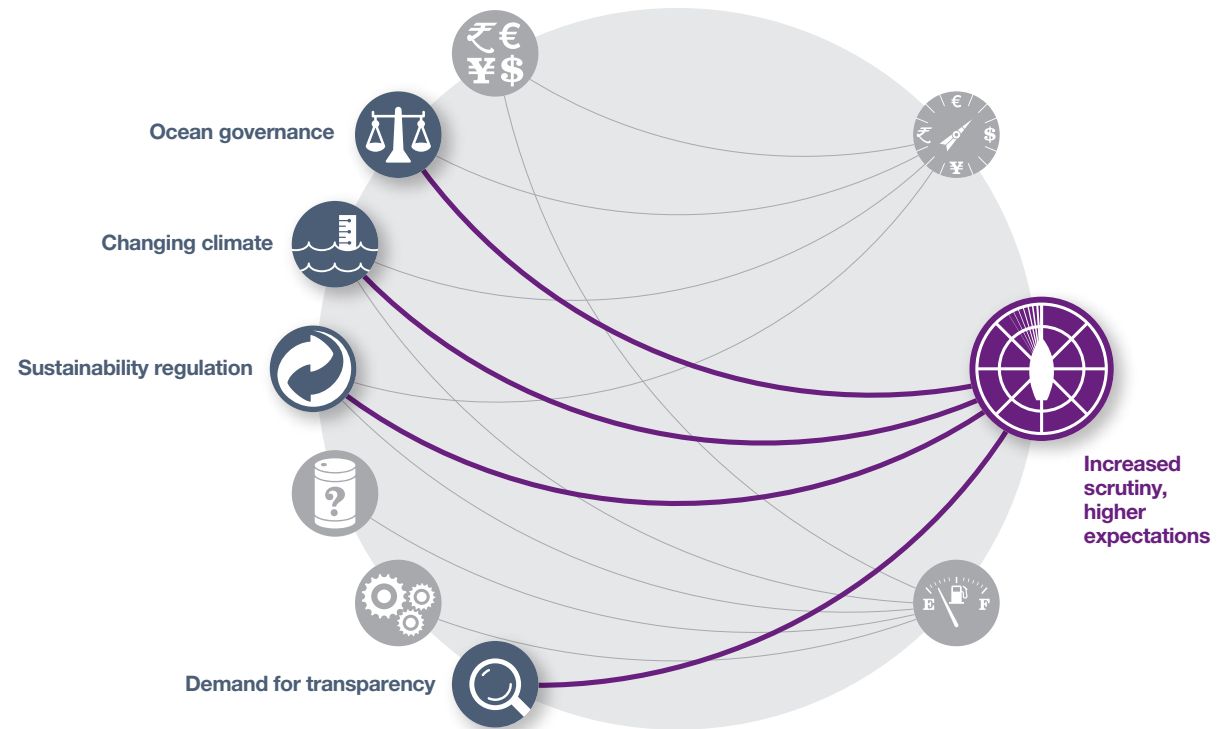 ₹ €
¥ $
Ocean governance
€
₹ $
¥
Changing climate
Sustainability regulation
Increased
scrutiny,
higher
expectations
?
E F
Demand for transparency